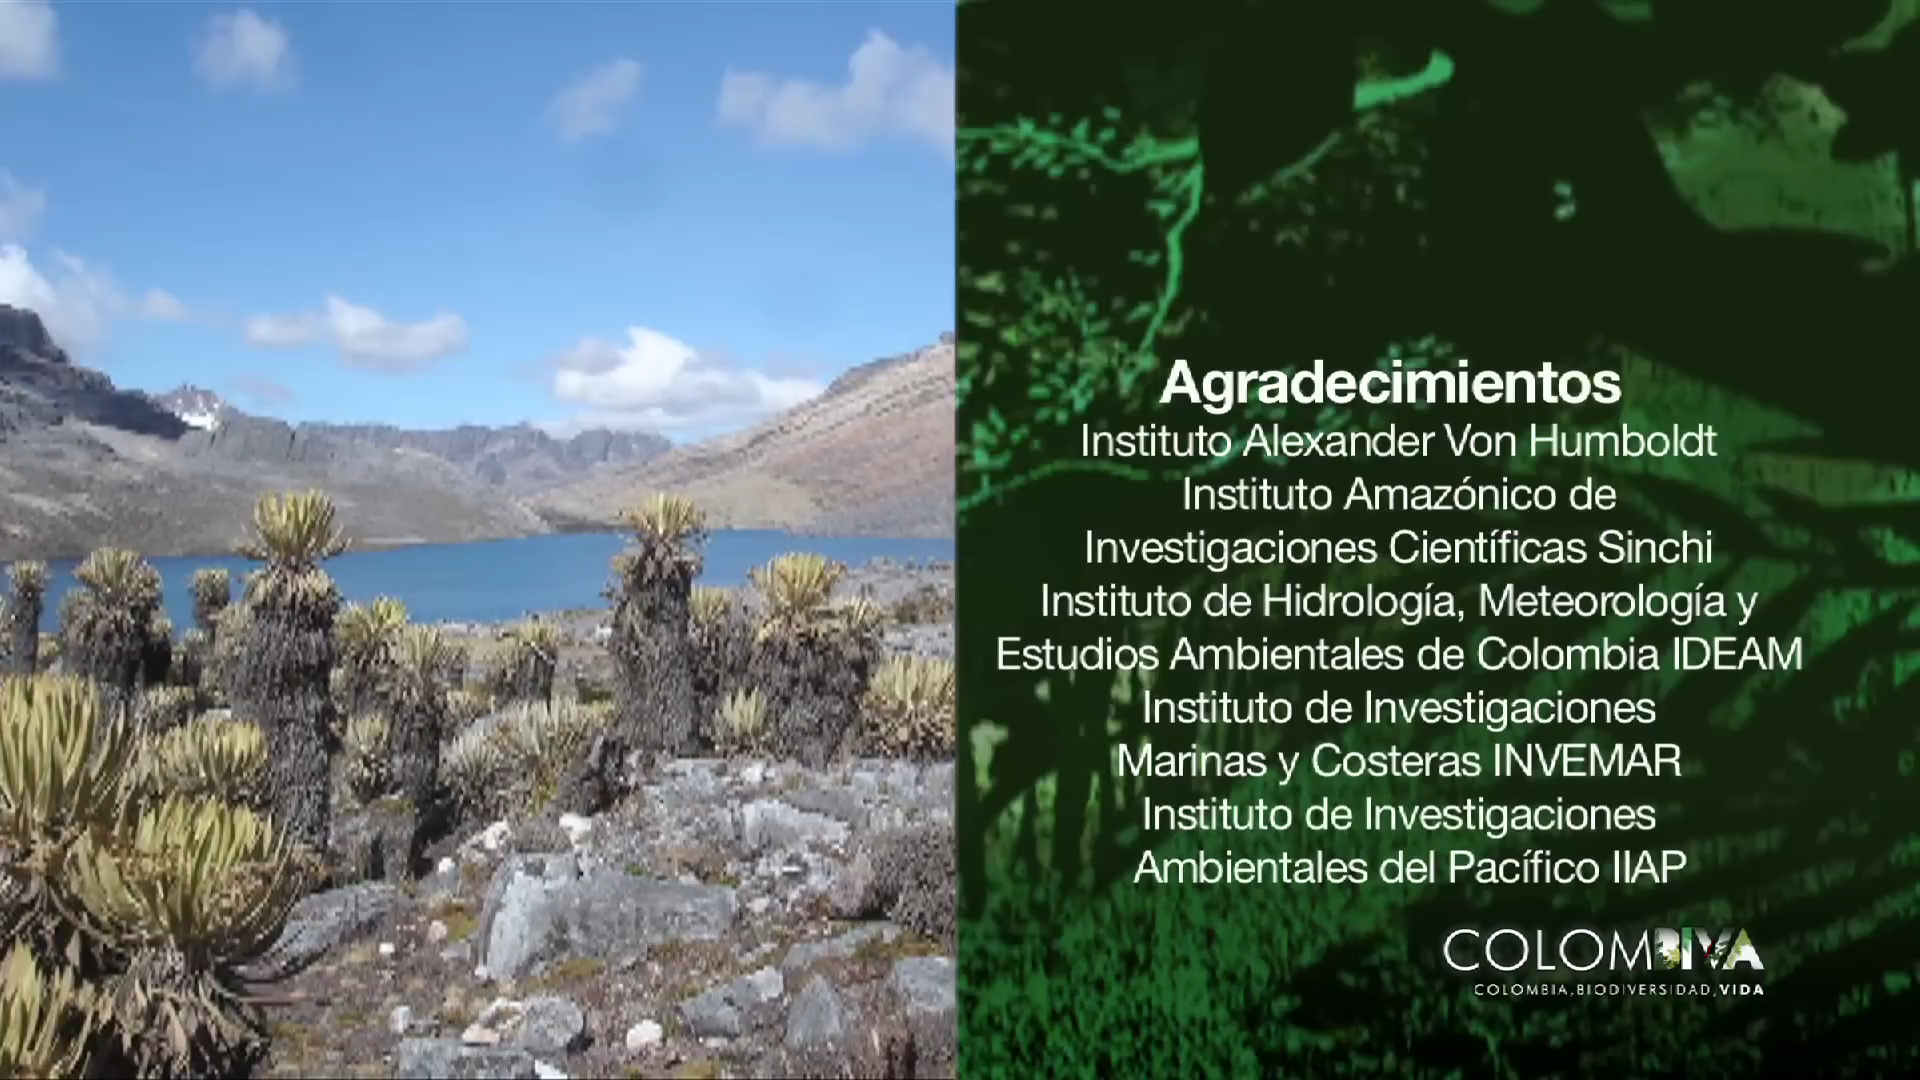 Agradecimientos
Instituto Alexander Von Humboldt
Instituto Amazónico de
Investigaciones Científicas Sinchi
Instituto de Hidrología, Meteorología y
Estudios Ambientales de Colombia IDEAM
Instituto de Investigaciones
Marinas y Costeras INVEMAR
Instituto de Investigaciones
Ambientales del Pacífico IIAP
COLOMBIVA
COLOMBIA,BIODIVERSIDAD,VIDA